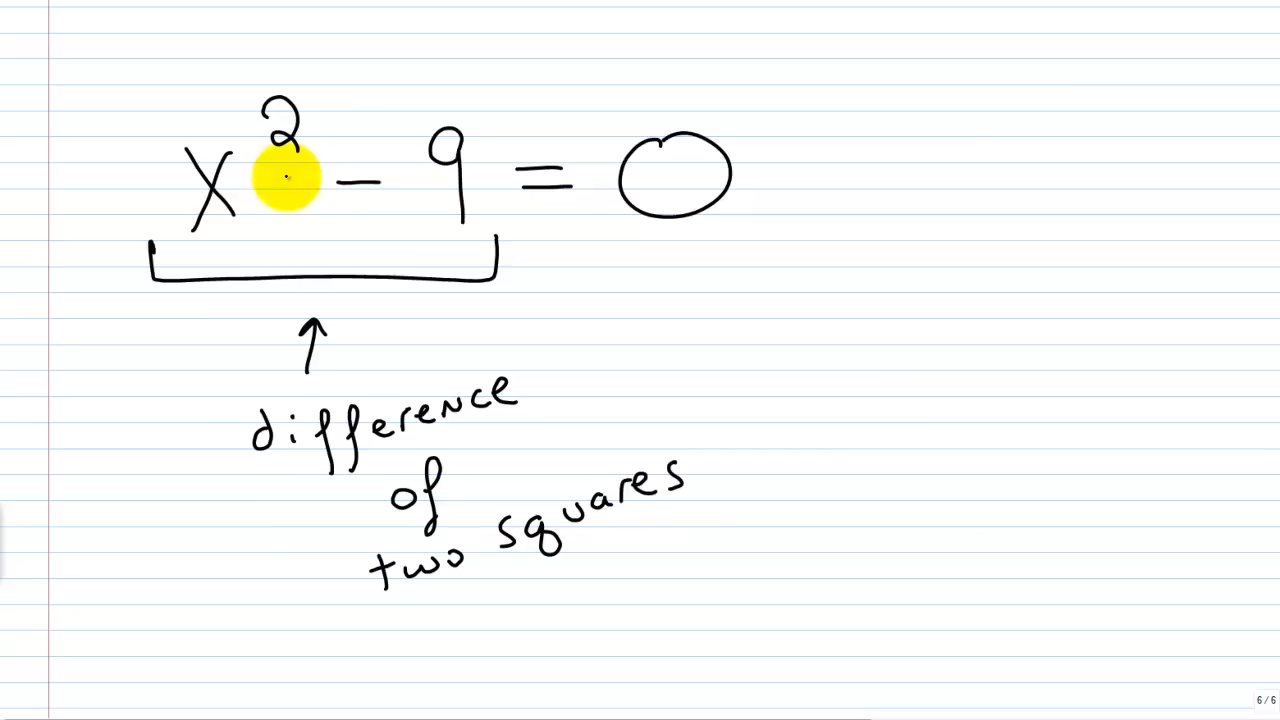 x² - 9 = 0
difference
of
two squares
6/6